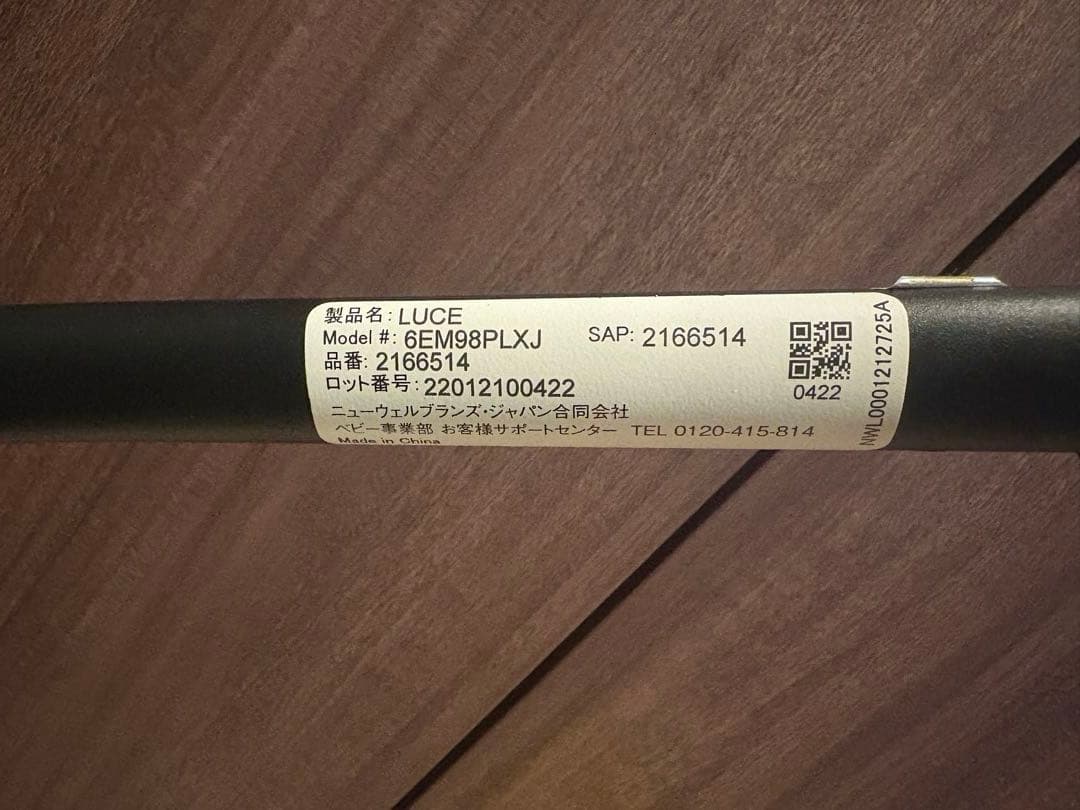 製品名: LUCE
Model #: 6EM98PLXJ SAP: 2166514
品番: 2166514
ロット番号: 22012100422
0422
ニューウェルブランズ・ジャパン合同会社
ベビー事業部 お客様サポートセンター TEL 0120-415-814
Made in China
NWL0001212725A